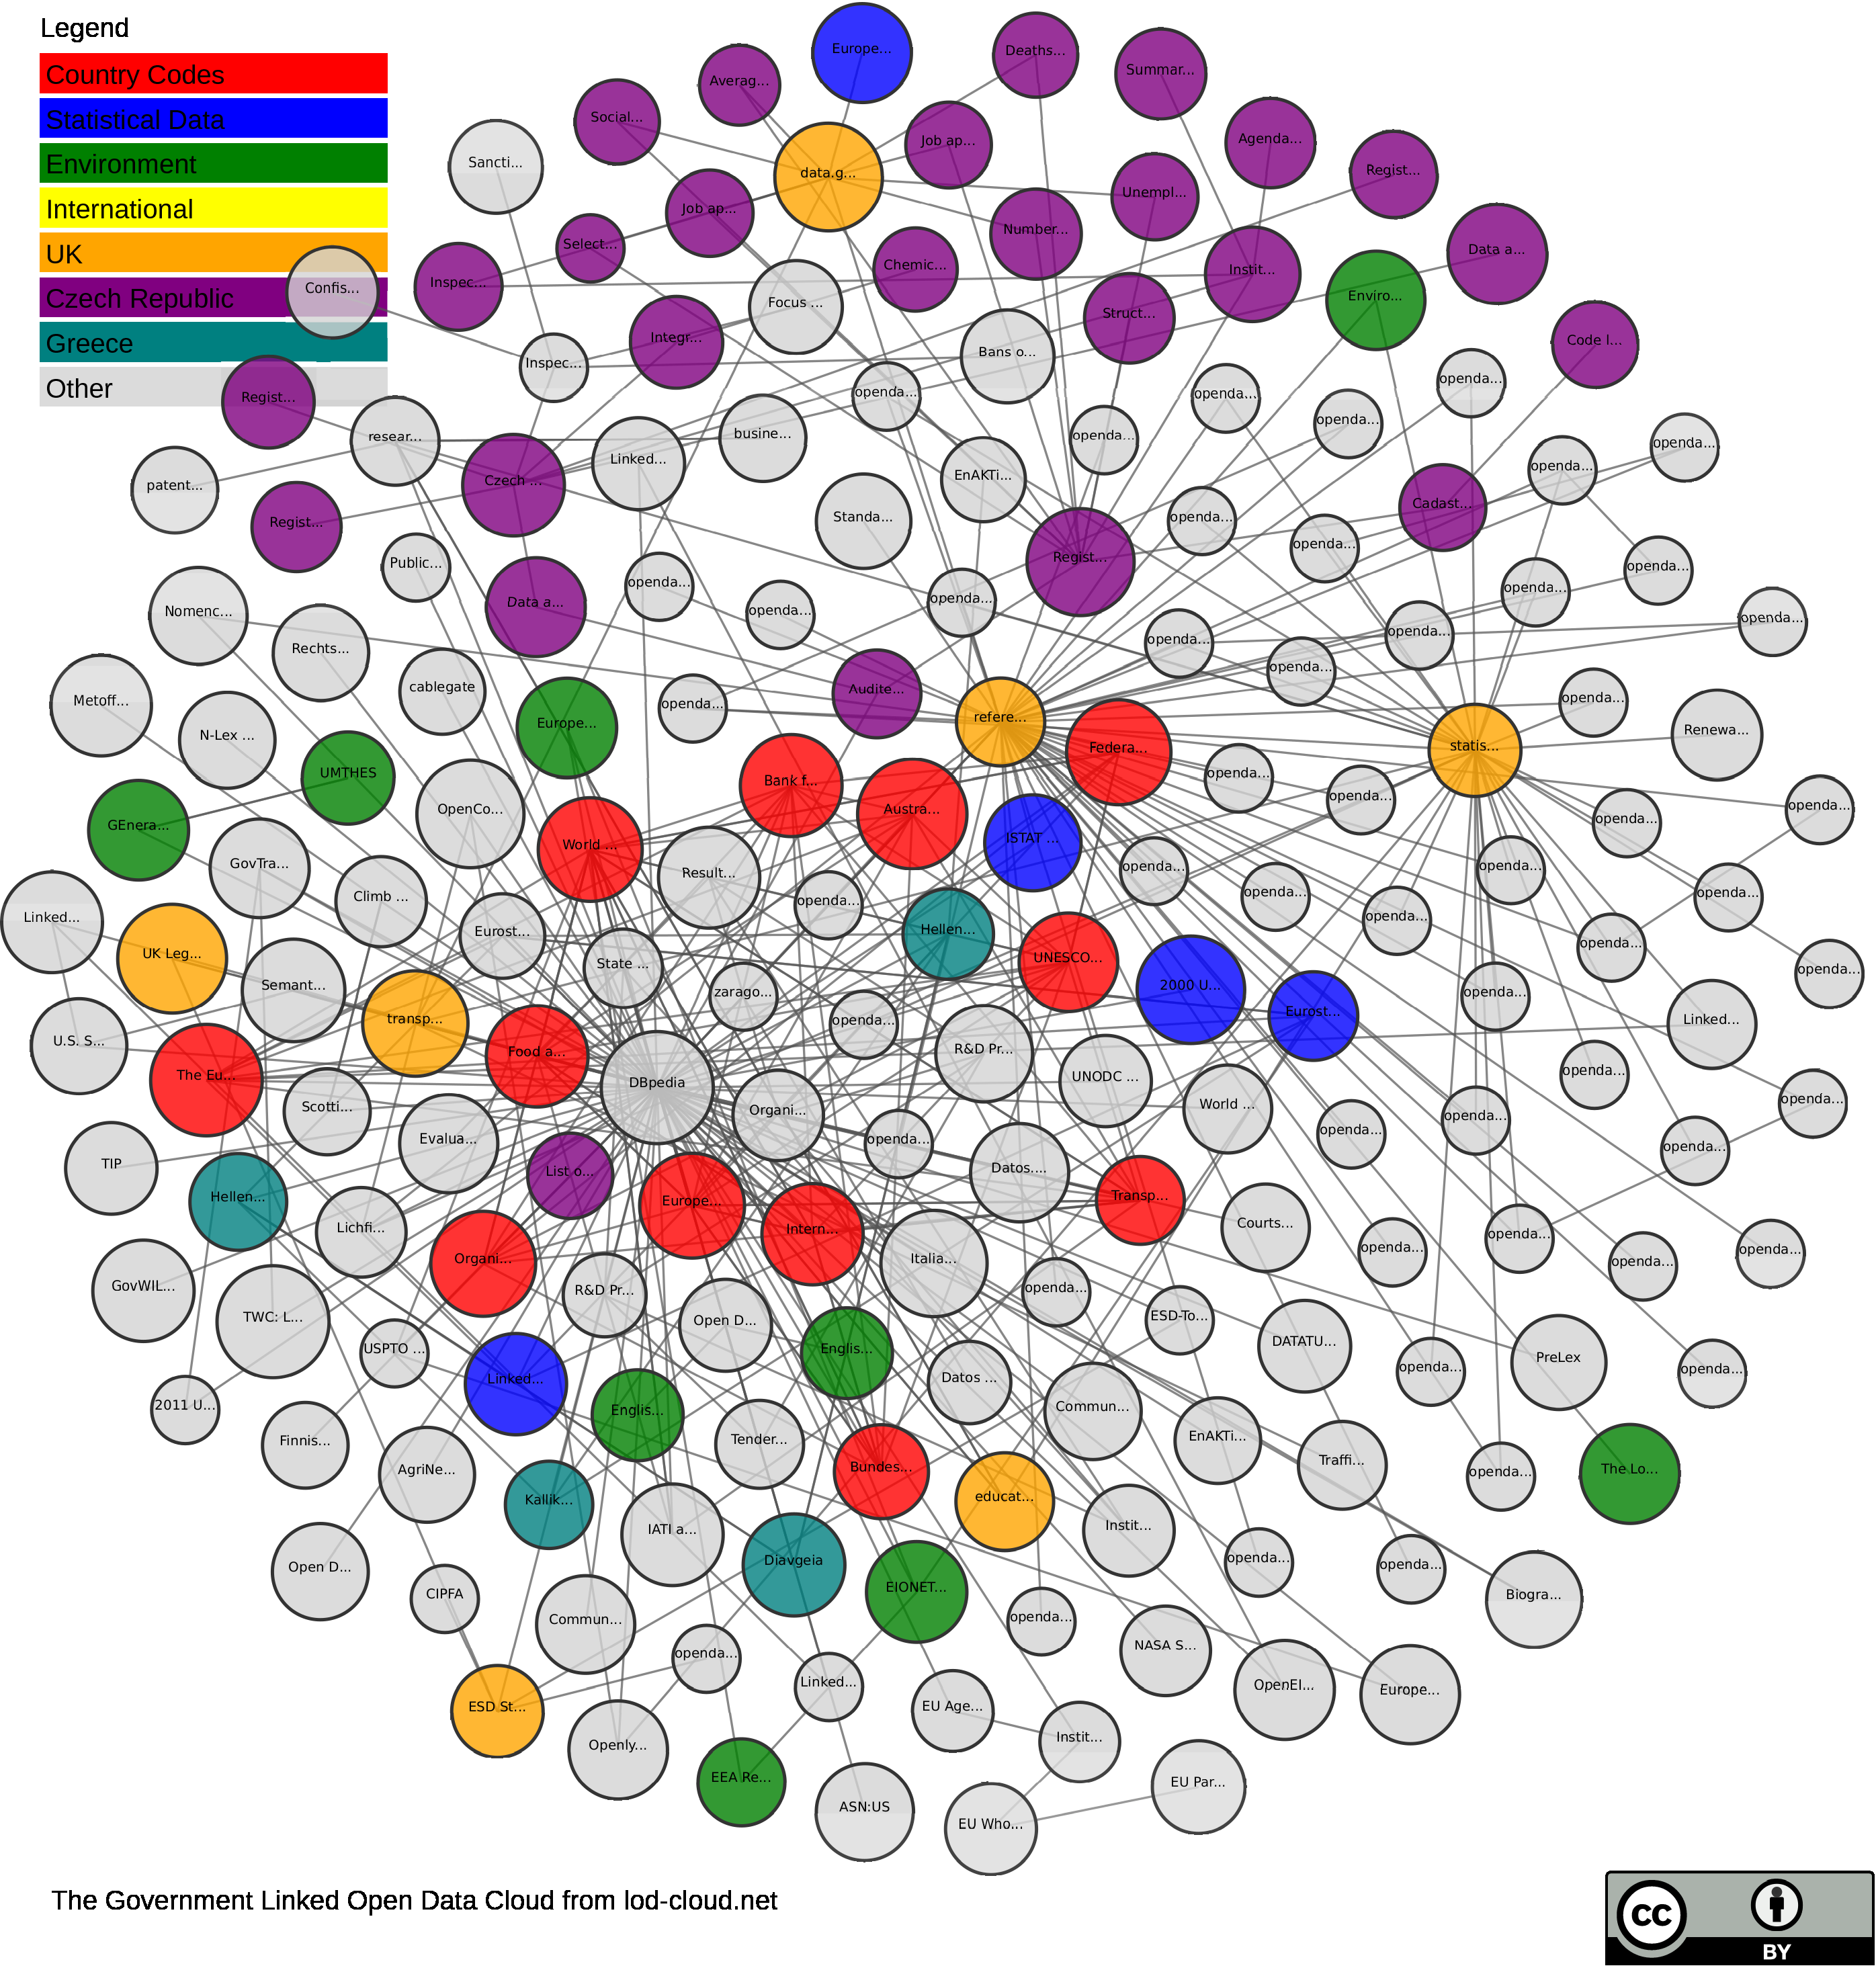 Legend
Country Codes
Statistical Data
Environment
International
UK
Czech Republic
Greece
Other
Europe...
Deaths...
Summar...
Averag...
Social...
Job ap...
Agenda...
Sancti...
Regist...
data.g...
Unempl...
Job ap...
Number...
Select...
Data a...
Chemic...
Instit...
Inspec...
Confis...
Enviro...
Focus ...
Struct...
Integr...
Code l...
Bans o...
Inspec...
openda...
openda...
openda...
Regist...
openda...
busine...
resear...
openda...
openda...
Linked...
openda...
EnAKTi...
Czech ...
patent...
Cadast...
Standa...
openda...
Regist...
openda...
Regist...
Public...
openda...
openda...
openda...
Data a...
openda...
openda...
Nomenc...
openda...
openda...
openda...
Rechts...
openda...
cablegate
Audite...
Metoff...
openda...
openda...
refere...
Europe...
Renewa...
N-Lex ...
Federa...
statis...
UMTHES
openda...
Bank f...
openda...
openda...
OpenCo...
Austra...
openda...
GEnera...
ISTAT ...
World ...
GovTra...
openda...
openda...
Result...
openda...
openda...
Climb ...
openda...
Linked...
openda...
Eurost...
Hellen...
openda...
UK Leg...
UNESCO...
State ...
openda...
Semant...
2000 U...
zarago...
openda...
Eurost...
transp...
Linked...
openda...
U.S. S...
R&D Pr...
Food a...
The Eu...
openda...
UNODC ...
DBpedia
openda...
World ...
Scotti...
Organi...
openda...
openda...
Evalua...
openda...
openda...
TIP
Datos....
List o...
Hellen...
Transp...
Europe...
Courts...
Lichfi...
Intern...
openda...
openda...
openda...
Organi...
Italia...
openda...
GovWIL...
R&D Pr...
openda...
TWC: L...
Open D...
ESD-To...
DATATU...
USPTO ...
Englis...
PreLex
openda...
openda...
Linked...
Datos ...
2011 U...
Commun...
Englis...
EnAKTi...
Finnis...
Tender...
Traffi...
AgriNe...
Bundes...
The Lo...
openda...
educat...
Kallik...
Instit...
IATI a...
Diavgeia
openda...
Open D...
openda...
EIONET...
CIPFA
Biogra...
openda...
Commun...
NASA S...
openda...
Linked...
OpenEI...
Europe...
ESD St...
EU Age...
Instit...
Openly...
EEA Re...
EU Par...
ASN:US
EU Who...
The Government Linked Open Data Cloud from lod-cloud.net
cc
BY